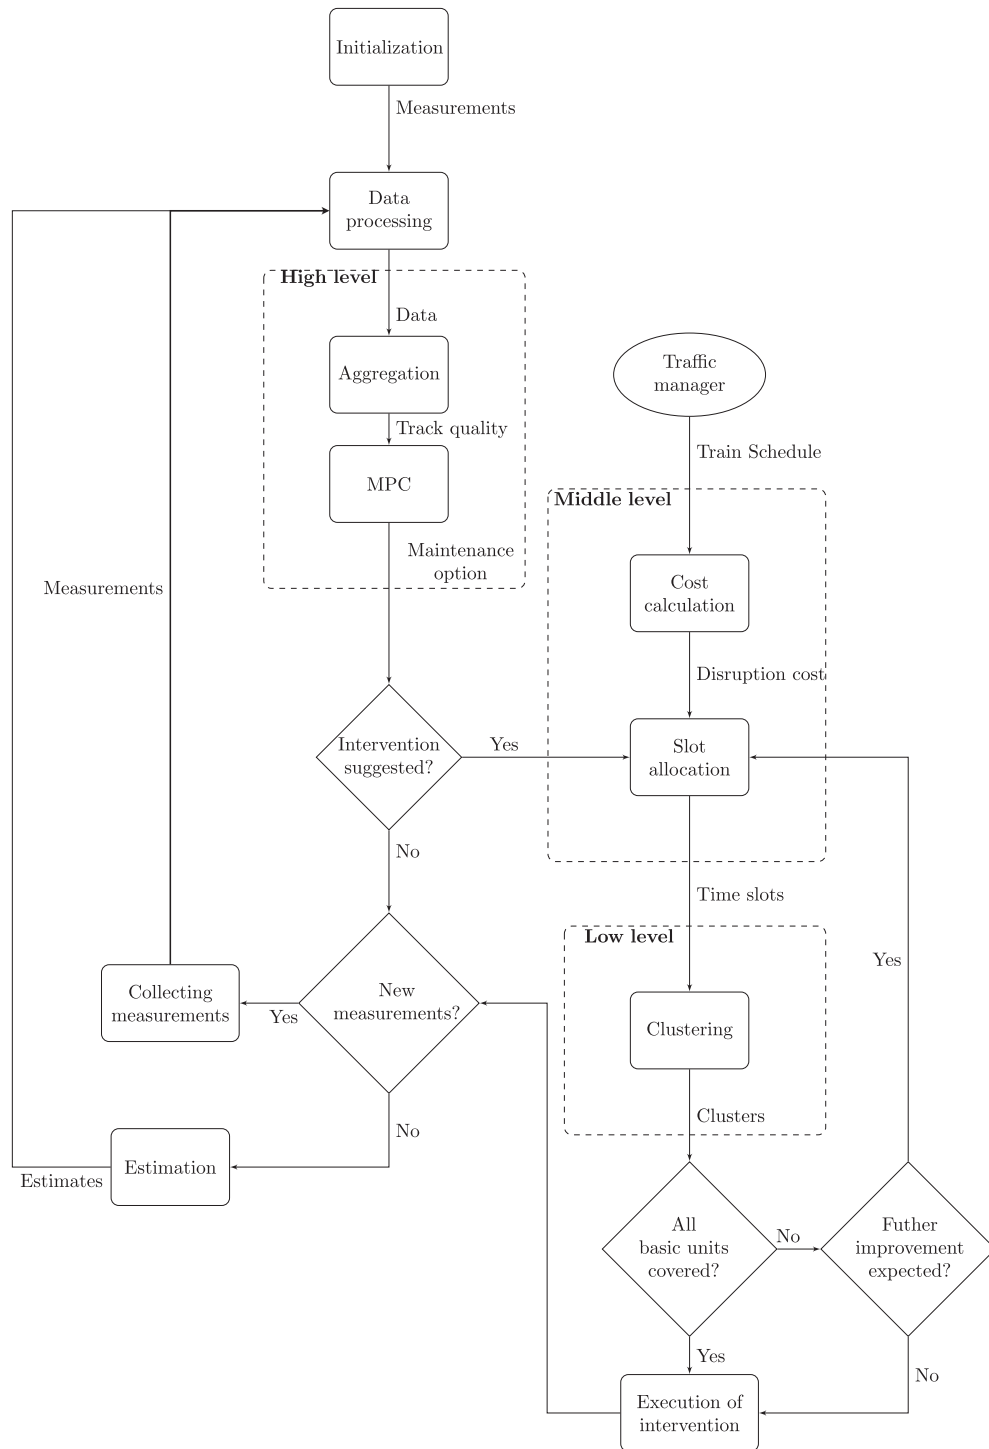 Initialization
Measurements
Data
processing
High level
Data
Aggregation
Track quality
MPC
Maintenance
option
Traffic
manager
Train Schedule
Middle level
Cost
calculation
Disruption cost
Slot
allocation
Measurements
Intervention
suggested?
Yes
No
Time slots
Low level
Yes
Collecting
measurements
Yes
New
measurements?
Clustering
No
Clusters
Estimation
Estimates
All
basic units
covered?
No
Futher
improvement
expected?
Yes
No
Execution of
intervention